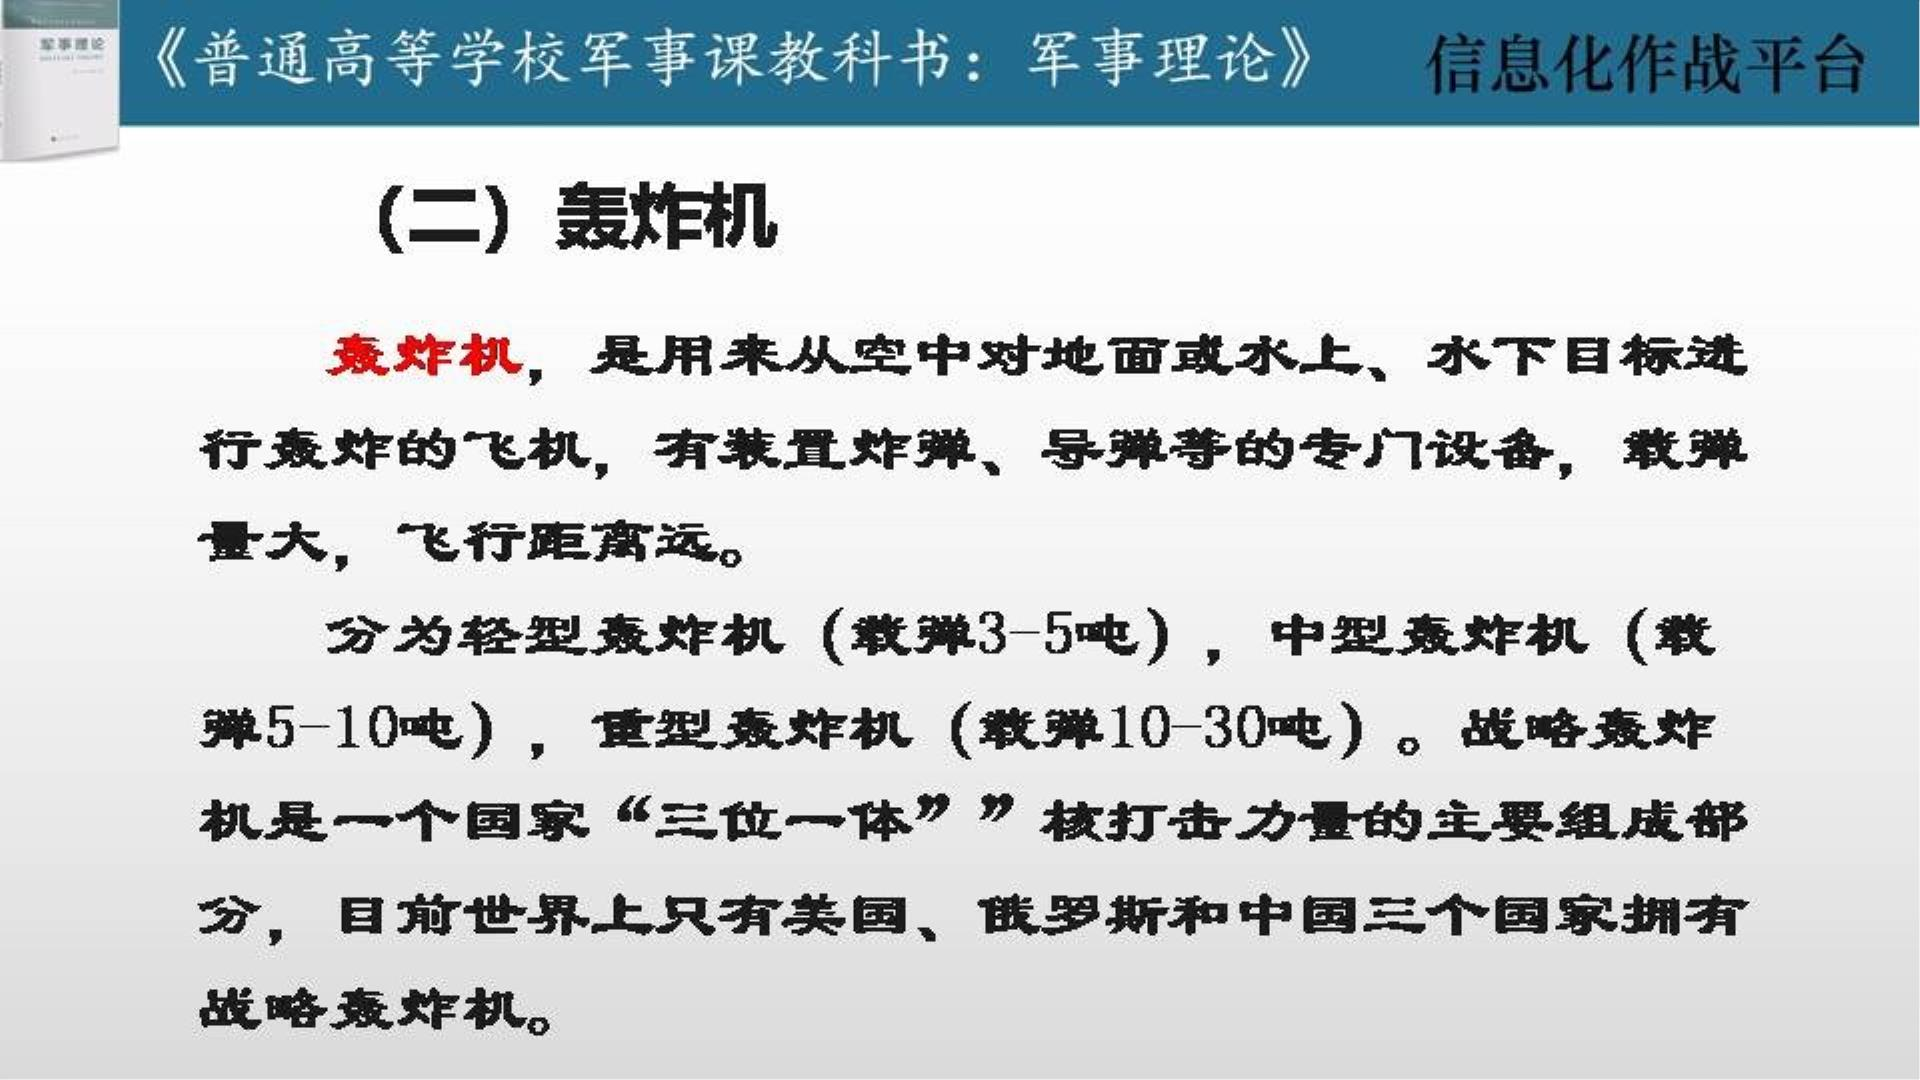 军事理论
《普通高等学校军事课教科书：军事理论》
信息化作战平台
（二）轰炸机
轰炸机，是用来从空中对地面或水上、水下目标进
行轰炸的飞机，有装置炸弹、导弹等的专门设备，载弹
量大，飞行距离远。
分为轻型轰炸机（载弹3-5吨），中型轰炸机（载
弹5-10吨），重型轰炸机（载弹10-30吨）。战略轰炸
机是一个国家“三位一体””核打击力量的主要组成部
分，目前世界上只有美国、俄罗斯和中国三个国家拥有
战略轰炸机。